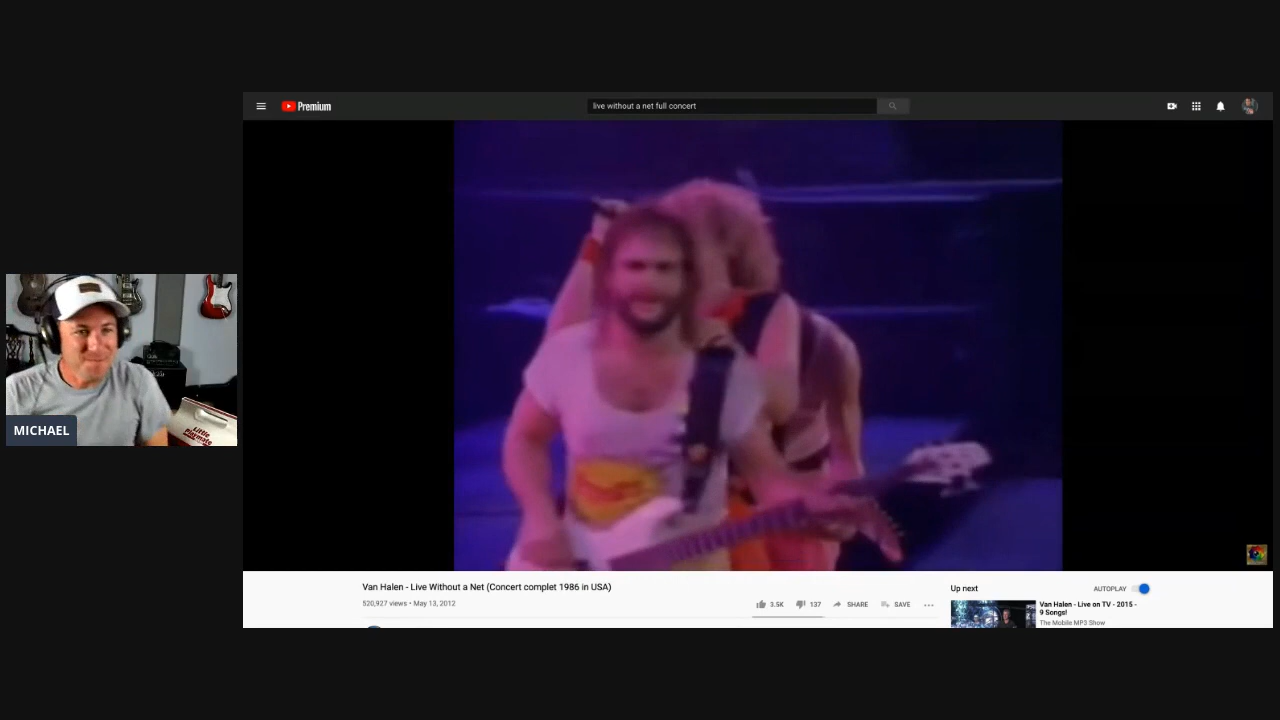 Premium
live without a net full concert
Little
Playmate
MICHAEL
Van Halen - Live Without a Net (Concert complet 1986 in USA)
520,927 views • May 13, 2012
3.5K
137
SHARE
SAVE
Up next
AUTOPLAY
Van Halen - Live on TV - 2015 -
9 Songs!
The Mobile MP3 Show